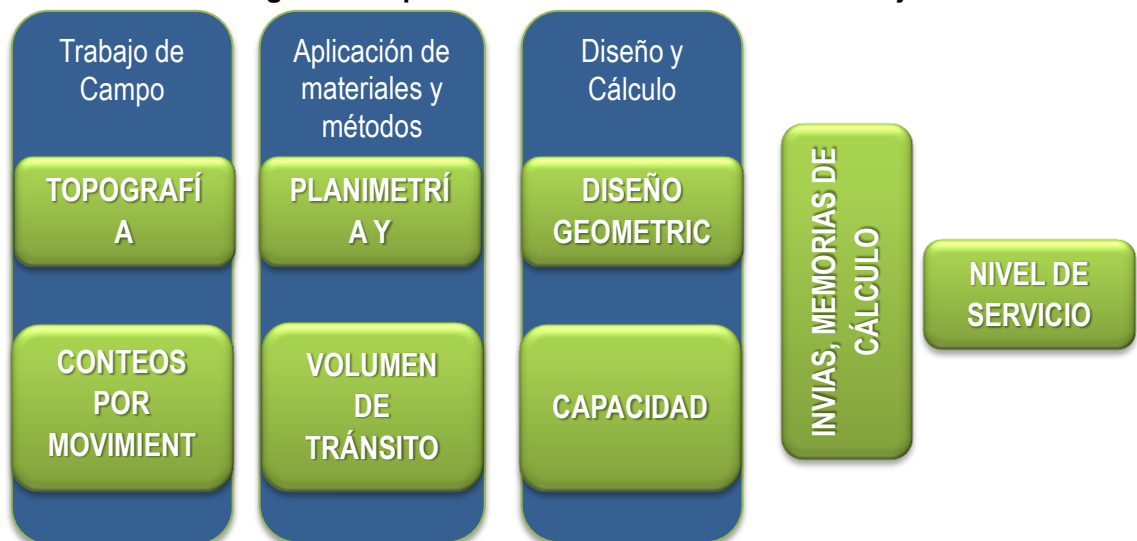 Trabajo de
Campo
TOPOGRAFÍ
A
CONTEOS
POR
MOVIMIENT
Aplicación de
materiales y
métodos
PLANIMETRÍ
A Y
VOLUMEN
DE
TRÁNSITO
Diseño y
Cálculo
DISEÑO
GEOMETRIC
CAPACIDAD
INVIAS, MEMORIAS DE
CÁLCULO
NIVEL DE
SERVICIO